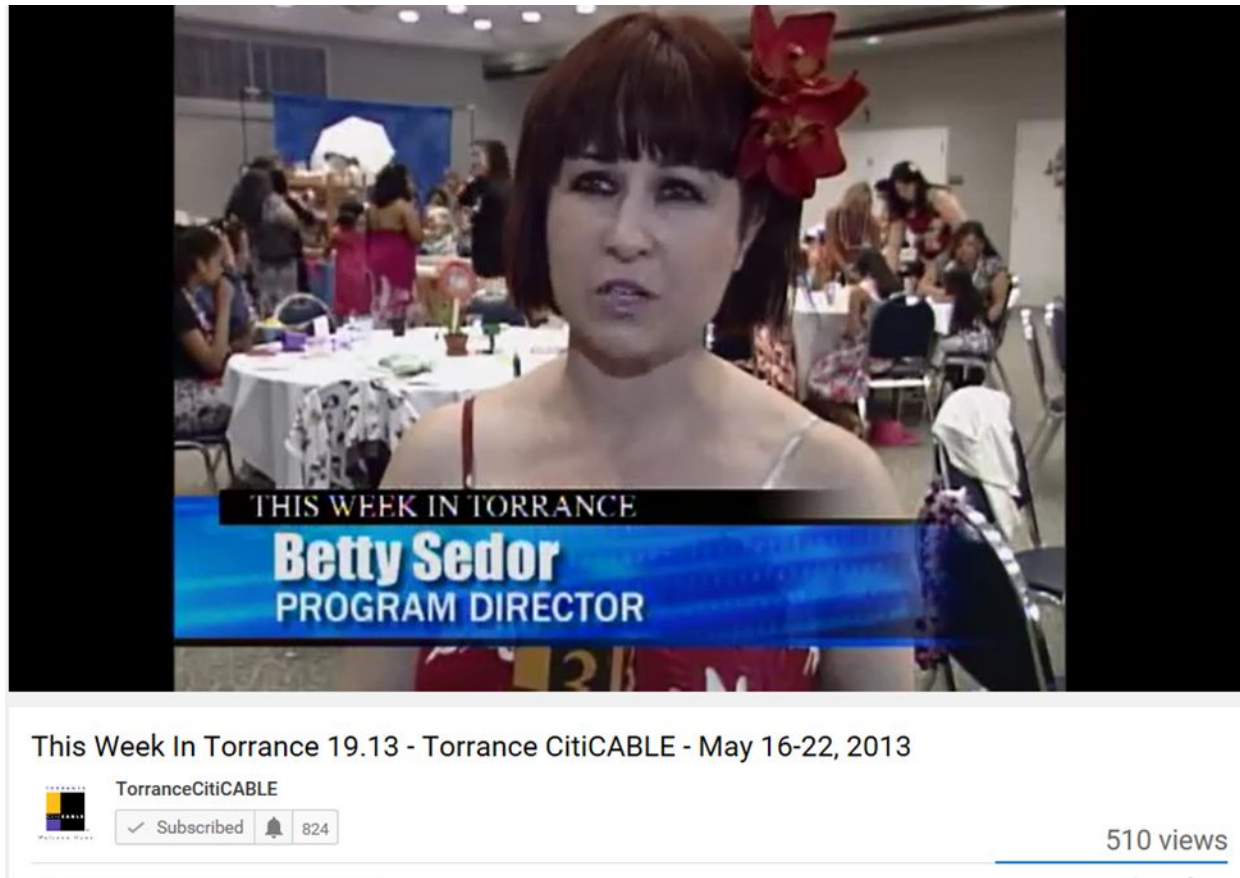 THIS WEEK IN TORRANCE
Betty Sedor
PROGRAM DIRECTOR
This Week In Torrance 19.13 - Torrance CitiCABLE - May 16-22, 2013
TorranceCitiCABLE
Subscribed 824
510 views